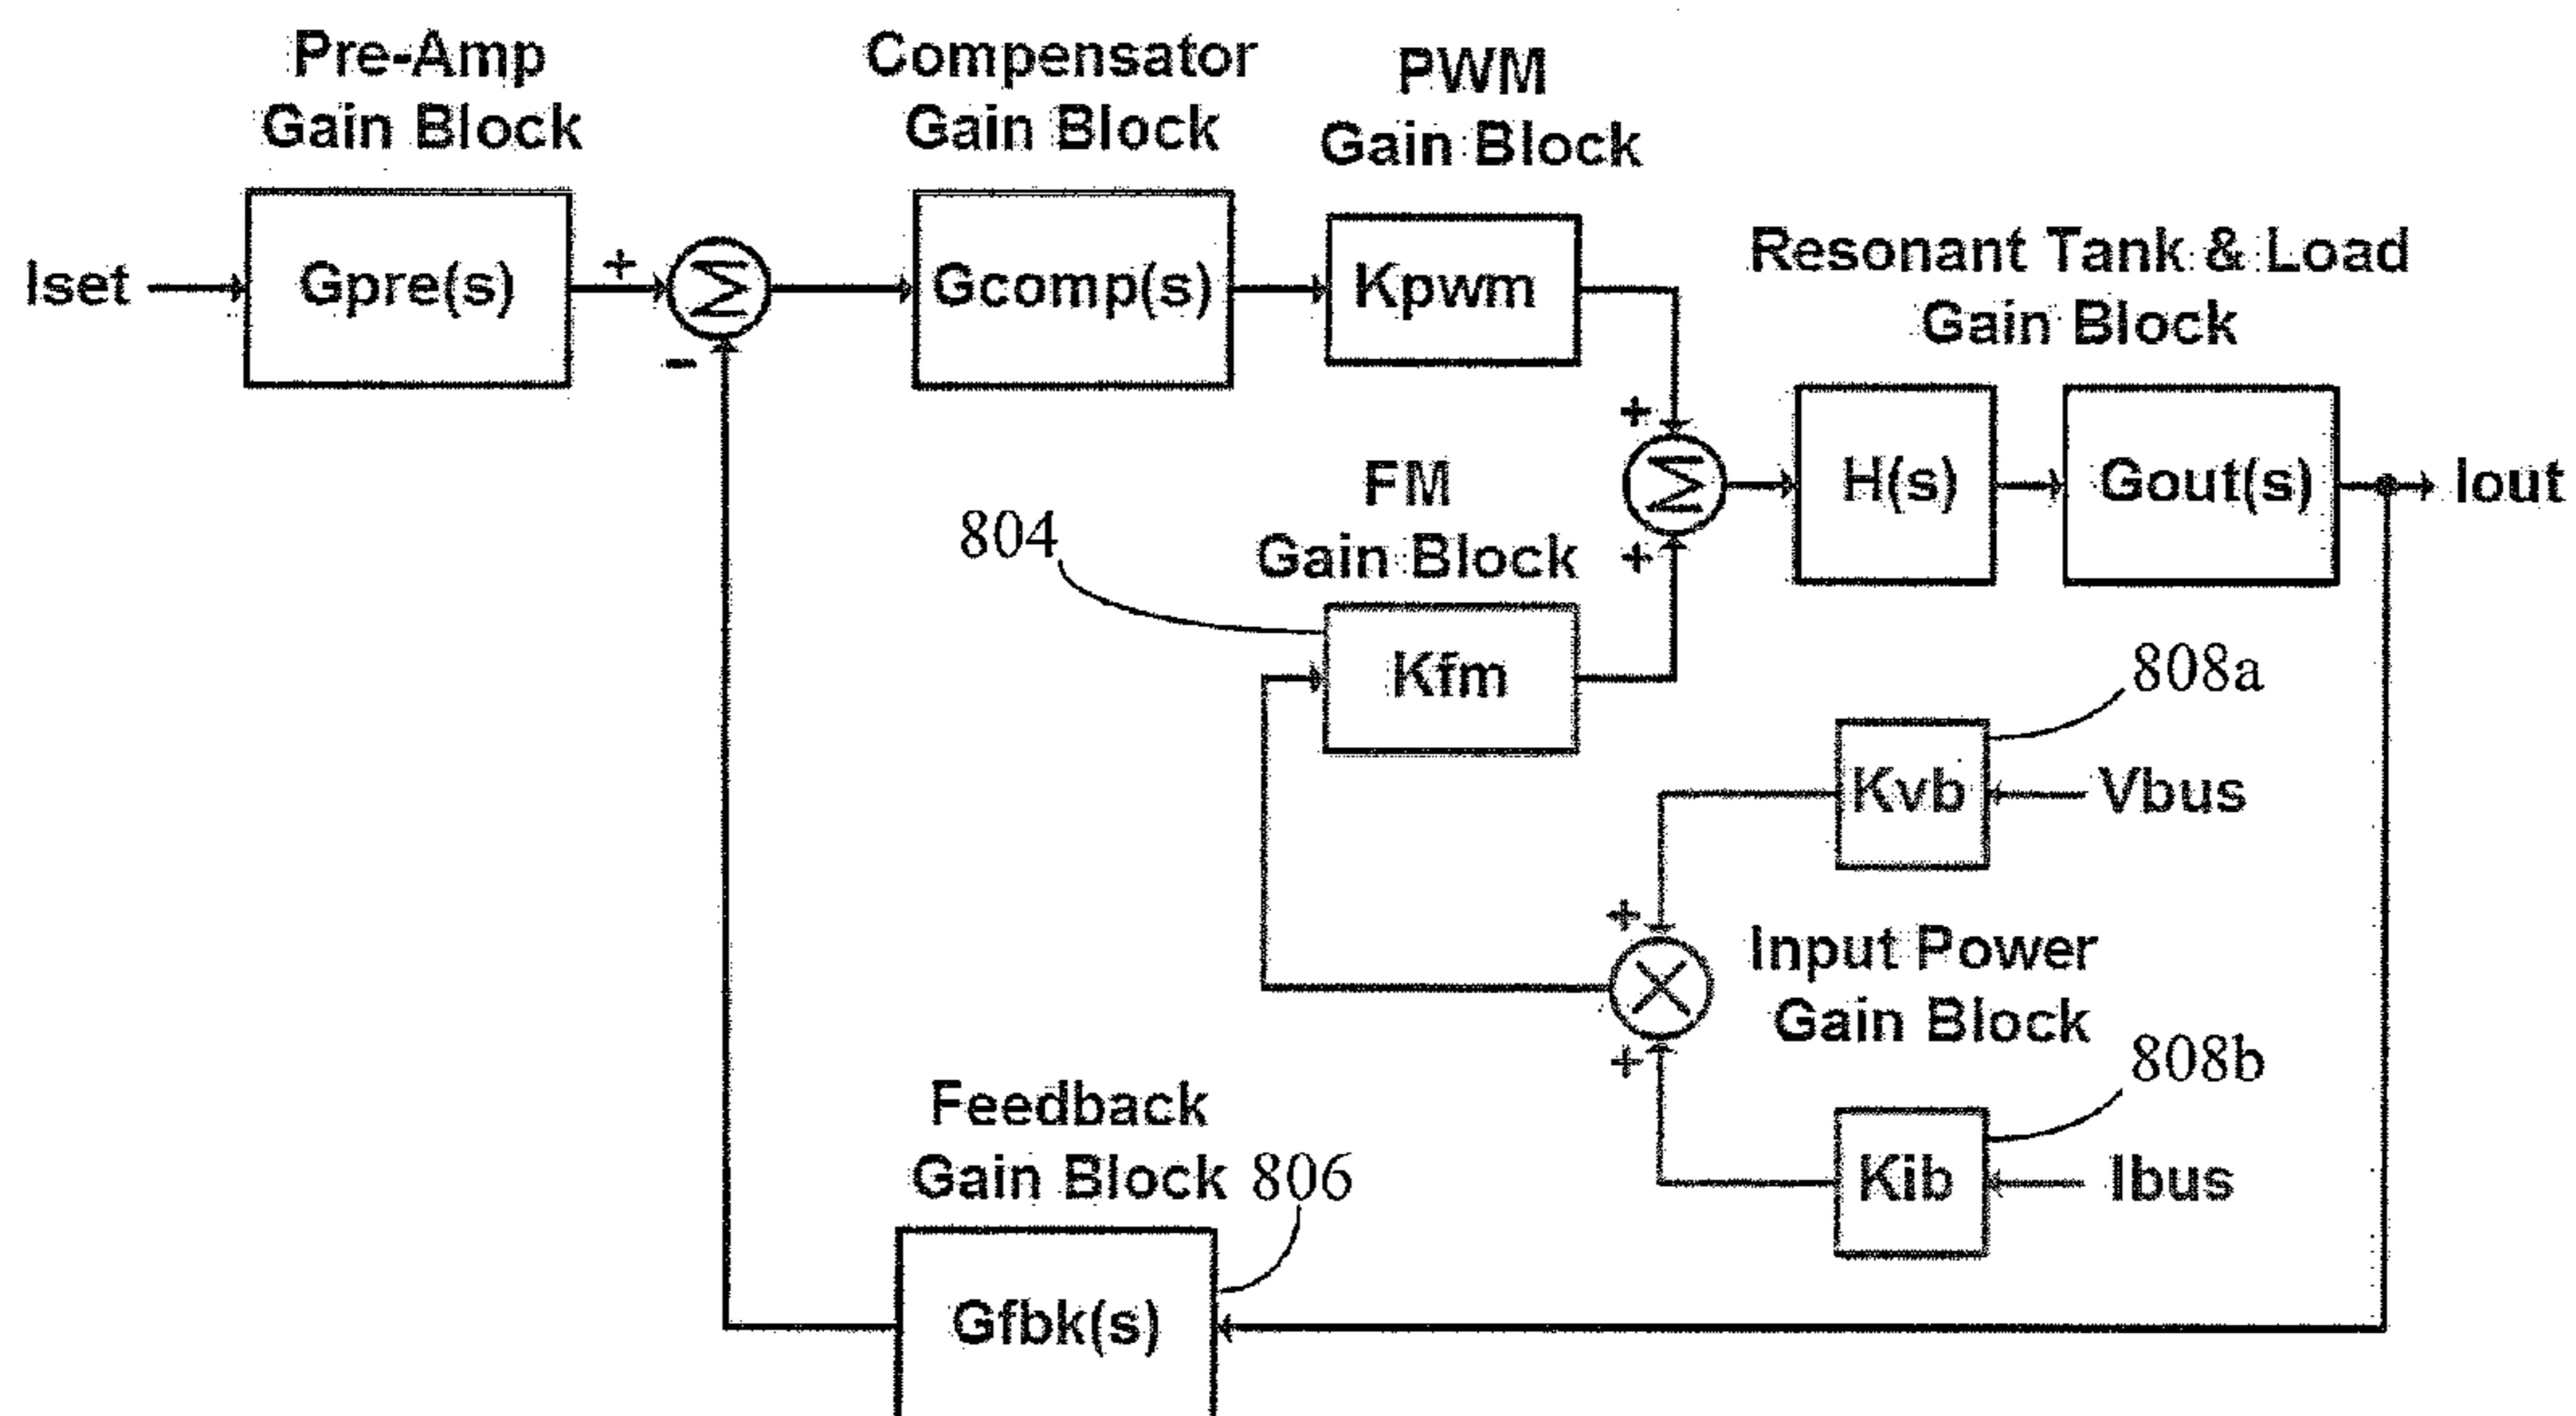 Pre-Amp
Gain Block
Compensator
Gain Block
PWM
Gain Block
Iset
Gpre(s)
+
Σ
-
Gcomp(s)
Kpwm
Resonant Tank & Load
Gain Block
+
Σ
+
H(s)
Gout(s)
Iout
FM
Gain Block
804
Kfm
808a
Kvb
Vbus
+
X
+
Input Power
Gain Block
808b
Kib
Ibus
Feedback
Gain Block 806
Gfbk(s)